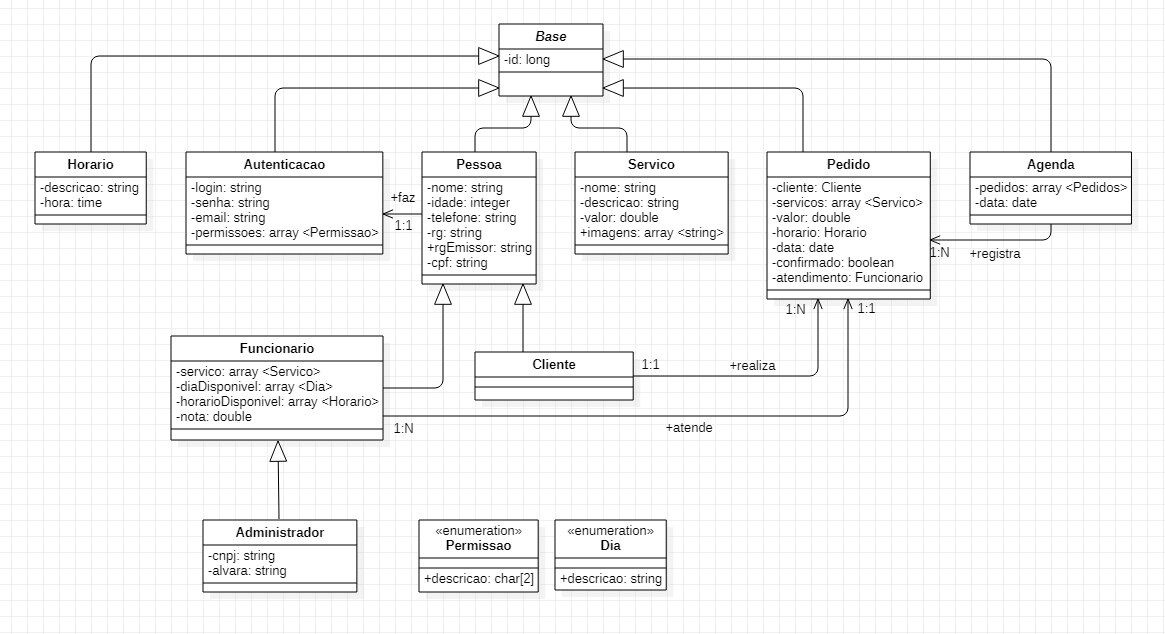 Base
-id: long
Horario
-descricao: string
-hora: time
Autenticacao
-login: string
-senha: string
-email: string
-permissoes: array <Permissao>
+faz
1:1
Pessoa
-nome: string
-idade: integer
-telefone: string
-rg: string
+rgEmissor: string
-cpf: string
Servico
-nome: string
-descricao: string
-valor: double
+imagens: array <string>
Pedido
-cliente: Cliente
-servicos: array <Servico>
-valor: double
-horario: Horario
-data: date
-confirmado: boolean
-atendimento: Funcionario
Agenda
-pedidos: array <Pedidos>
-data: date
1:N
+registra
1:N
1:1
Funcionario
-servico: array <Servico>
-diaDisponivel: array <Dia>
-horarioDisponivel: array <Horario>
-nota: double
Cliente
1:1
+realiza
1:N
+atende
Administrador
-cnpj: string
-alvara: string
«enumeration»
Permissao
+descricao: char[2]
«enumeration»
Dia
+descricao: string